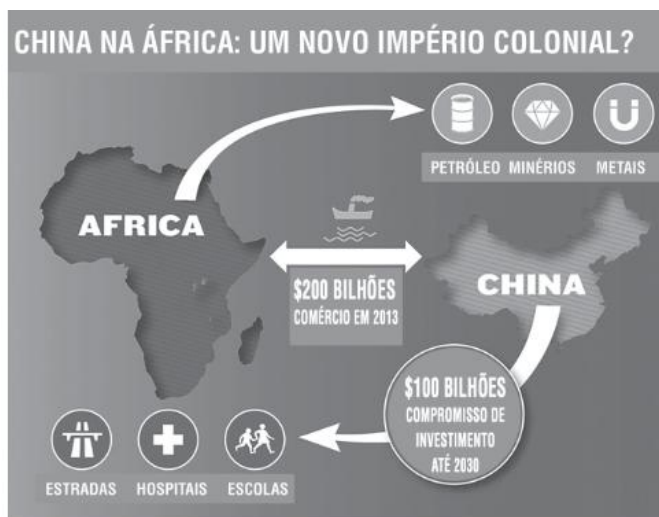 CHINA NA ÁFRICA: UM NOVO IMPÉRIO COLONIAL?
PETRÓLEO MINÉRIOS METAIS
AFRICA
CHINA
$200 BILHÕES
COMÉRCIO EM 2013
$100 BILHÕES
COMPROMISSO DE
INVESTIMENTO
ATÉ 2030
ESTRADAS HOSPITAIS ESCOLAS